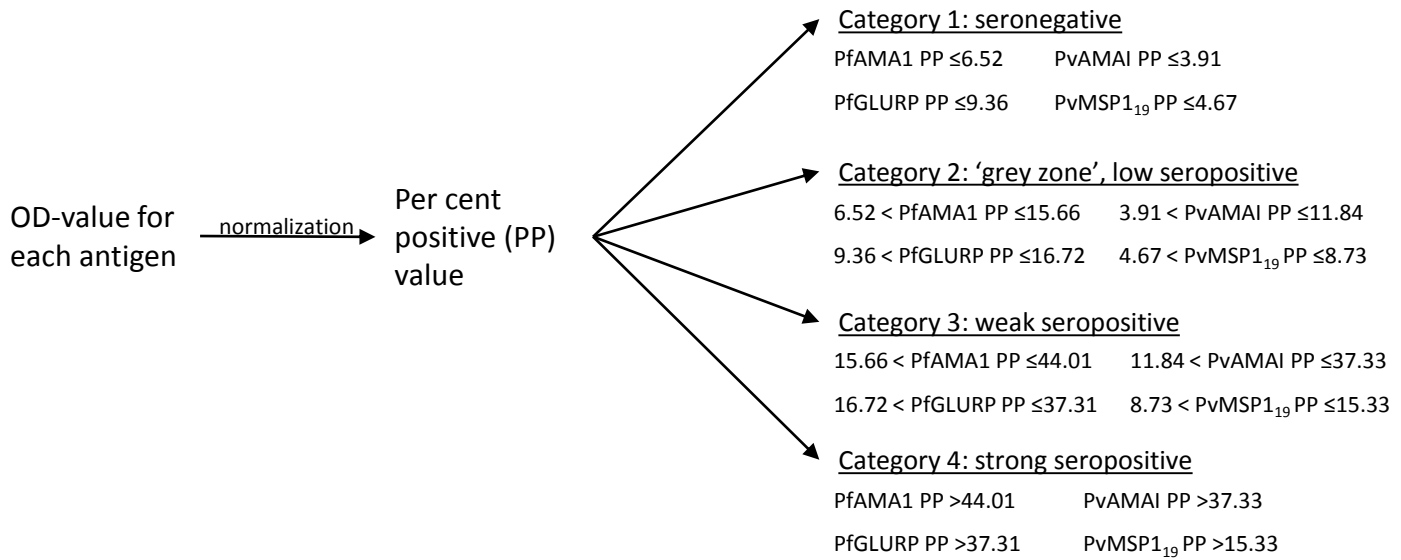 OD-value for
each antigen
normalization
Per cent
positive (PP)
value
Category 1: seronegative
PfAMA1 PP ≤6.52 PvAMAI PP ≤3.91
PfGLURP PP ≤9.36 PvMSP1₁₉ PP ≤4.67
Category 2: ‘grey zone’, low seropositive
6.52 < PfAMA1 PP ≤15.66 3.91 < PvAMAI PP ≤11.84
9.36 < PfGLURP PP ≤16.72 4.67 < PvMSP1₁₉ PP ≤8.73
Category 3: weak seropositive
15.66 < PfAMA1 PP ≤44.01 11.84 < PvAMAI PP ≤37.33
16.72 < PfGLURP PP ≤37.31 8.73 < PvMSP1₁₉ PP ≤15.33
Category 4: strong seropositive
PfAMA1 PP >44.01 PvAMAI PP >37.33
PfGLURP PP >37.31 PvMSP1₁₉ PP >15.33